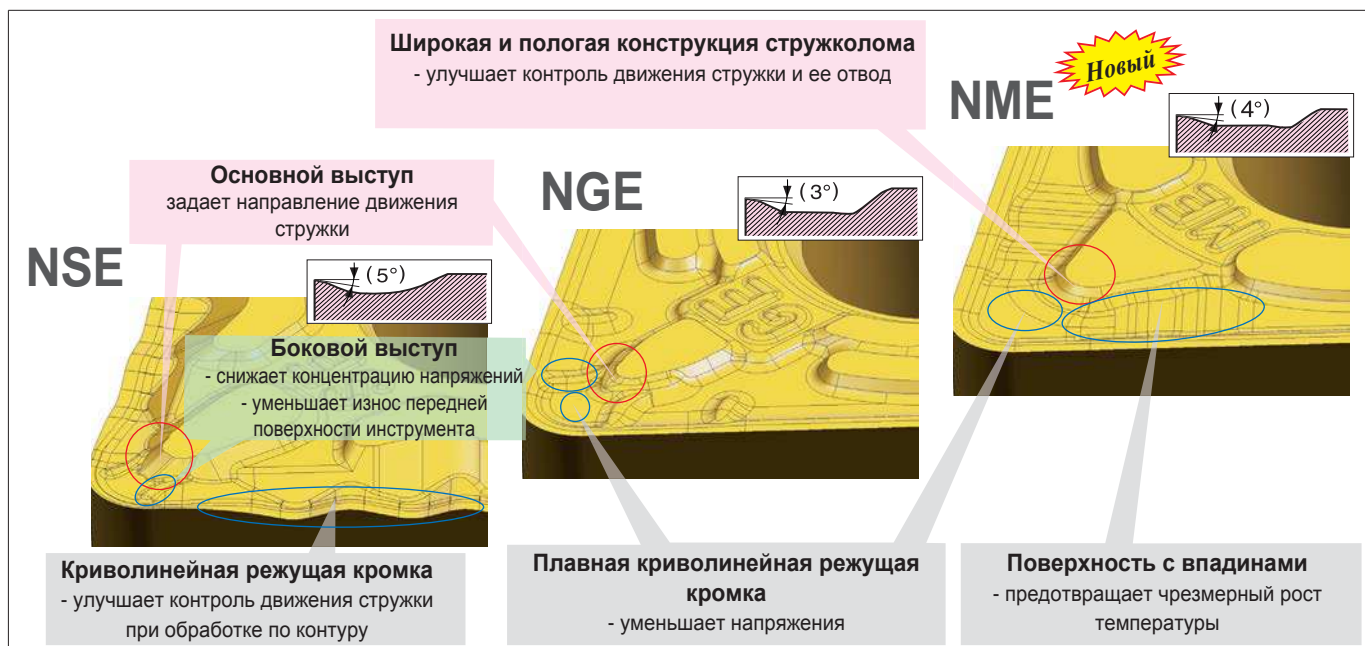 Широкая и пологая конструкция стружколома
- улучшает контроль движения стружки и ее отвод
NME
Новый
(4°)
Основной выступ
задает направление движения
стружки
NGE
(3°)
NSE
(5°)
NME
GE
Боковой выступ
- снижает концентрацию напряжений
- уменьшает износ передней
поверхности инструмента
Криволинейная режущая кромка
- улучшает контроль движения стружки
при обработке по контуру
Плавная криволинейная режущая
кромка
- уменьшает напряжения
Поверхность с впадинами
- предотвращает чрезмерный рост
температуры